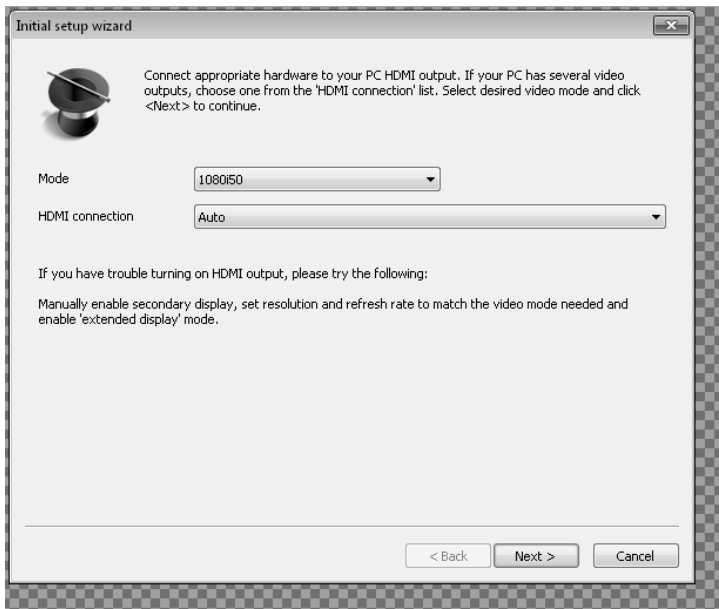 Initial setup wizard
Connect appropriate hardware to your PC HDMI output. If your PC has several video
outputs, choose one from the 'HDMI connection' list. Select desired video mode and click
<Next> to continue.
Mode
1080i50
HDMI connection
Auto
If you have trouble turning on HDMI output, please try the following:
Manually enable secondary display, set resolution and refresh rate to match the video mode needed and
enable 'extended display' mode.
< Back
Next >
Cancel